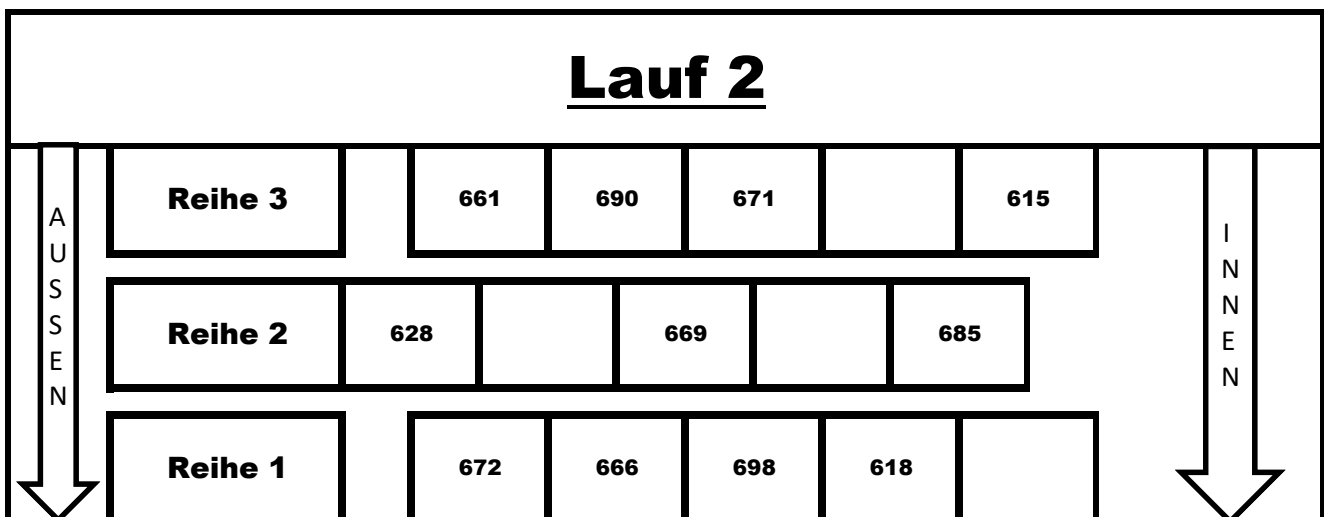 Lauf 2
Reihe 3 661 690 671 615
Reihe 2 628 669 685
Reihe 1 672 666 698 618
AUSSEN
INNEN